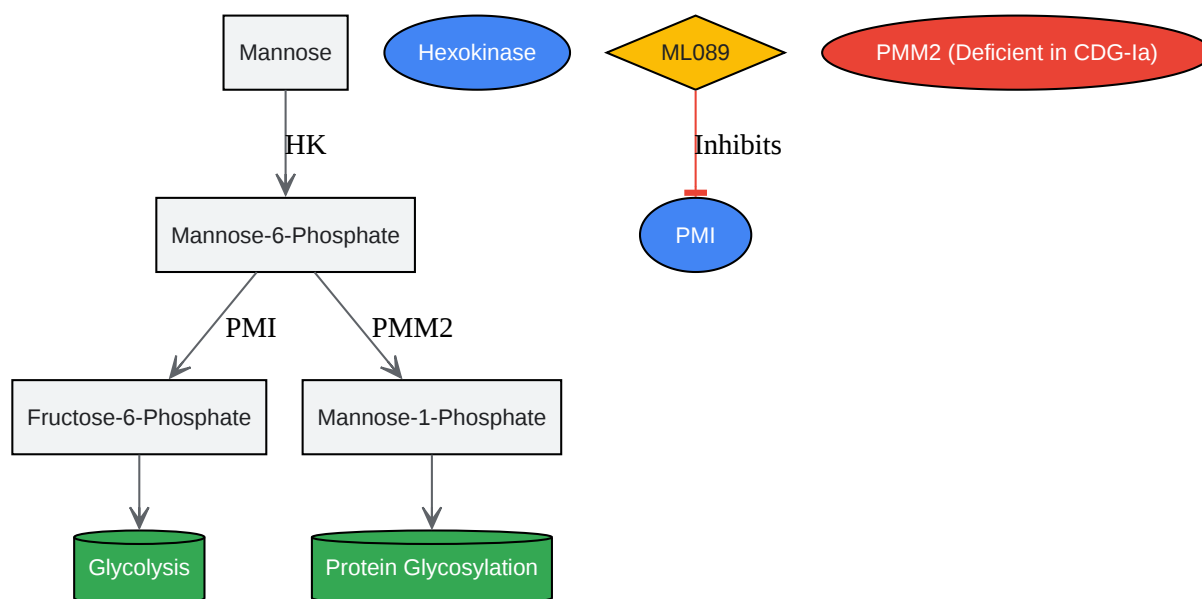 Mannose
Hexokinase
ML089
PMM2 (Deficient in CDG-Ia)
HK
Inhibits
Mannose-6-Phosphate
PMI
PMI
PMM2
Fructose-6-Phosphate
Mannose-1-Phosphate
Glycolysis
Protein Glycosylation